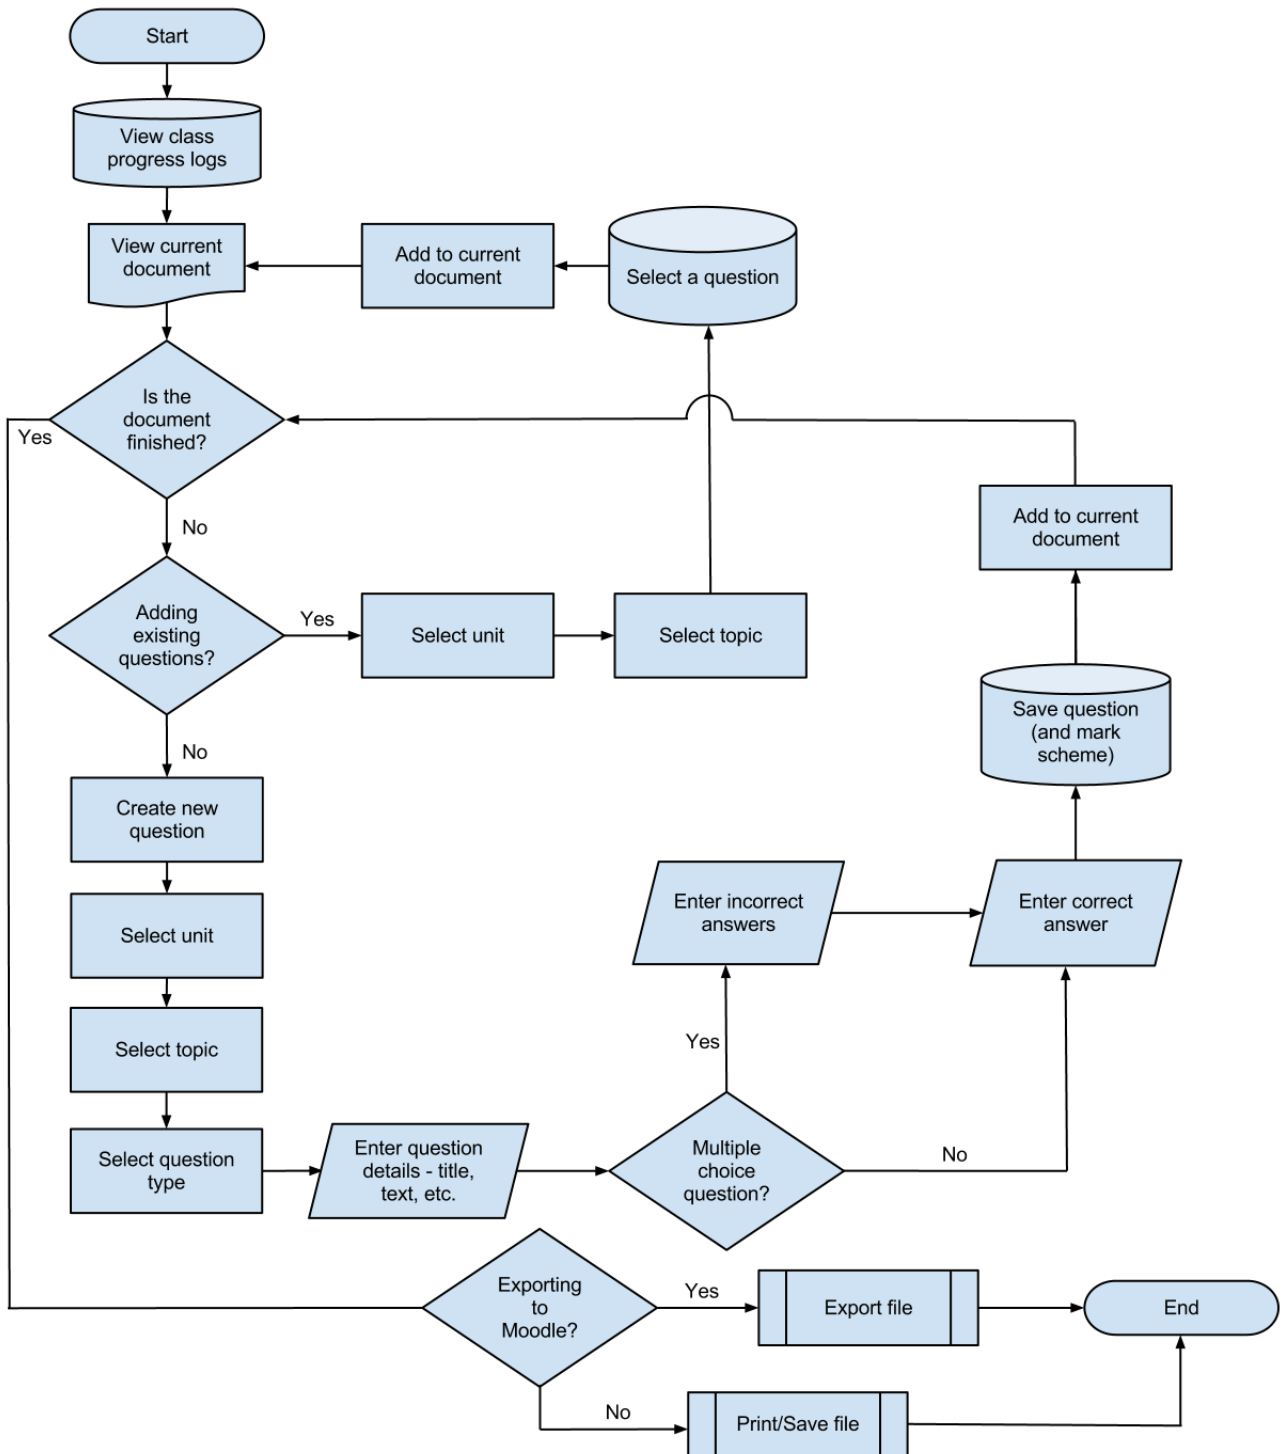 Start
View class
progress logs
View current
document
Add to current
document
Select a question
Is the
document
finished?
Yes
No
Add to current
document
Adding
existing
questions?
Yes
Select unit
Select topic
No
Save question
(and mark
scheme)
Create new
question
Select unit
Enter incorrect
answers
Enter correct
answer
Select topic
Yes
Select question
type
Enter question
details - title,
text, etc.
Multiple
choice
question?
No
Exporting
to
Moodle?
Yes
Export file
End
No
Print/Save file